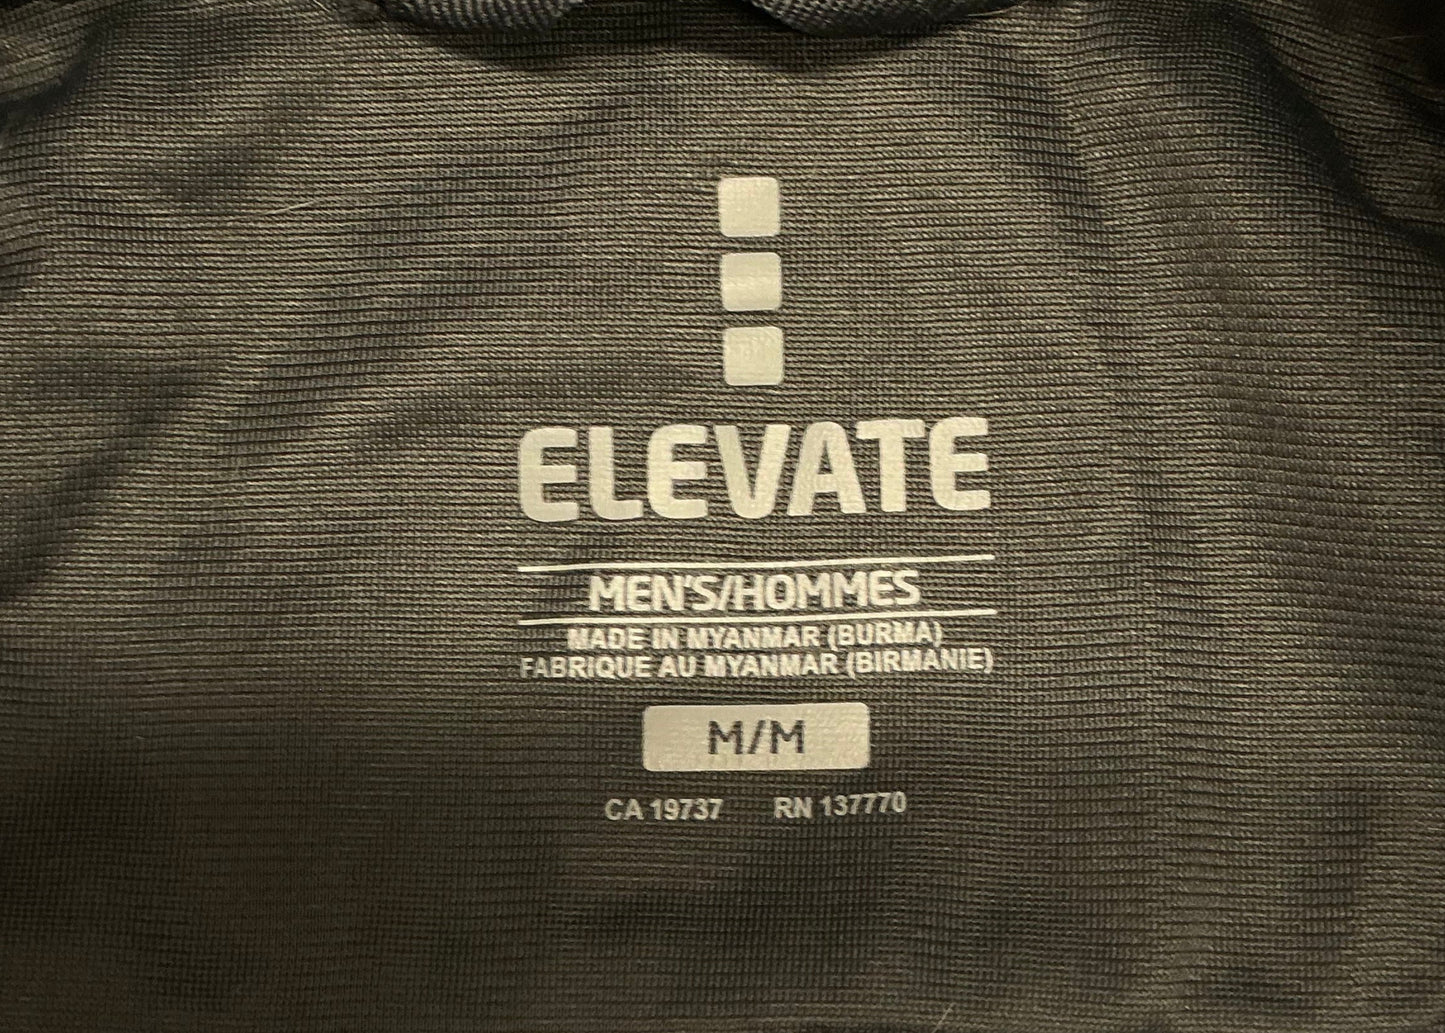 ELEVATE
MEN'S/HOMMES
MADE IN MYANMAR (BURMA)
FABRIQUE AU MYANMAR (BIRMANIE)
M/M
CA 19737 RN 137770